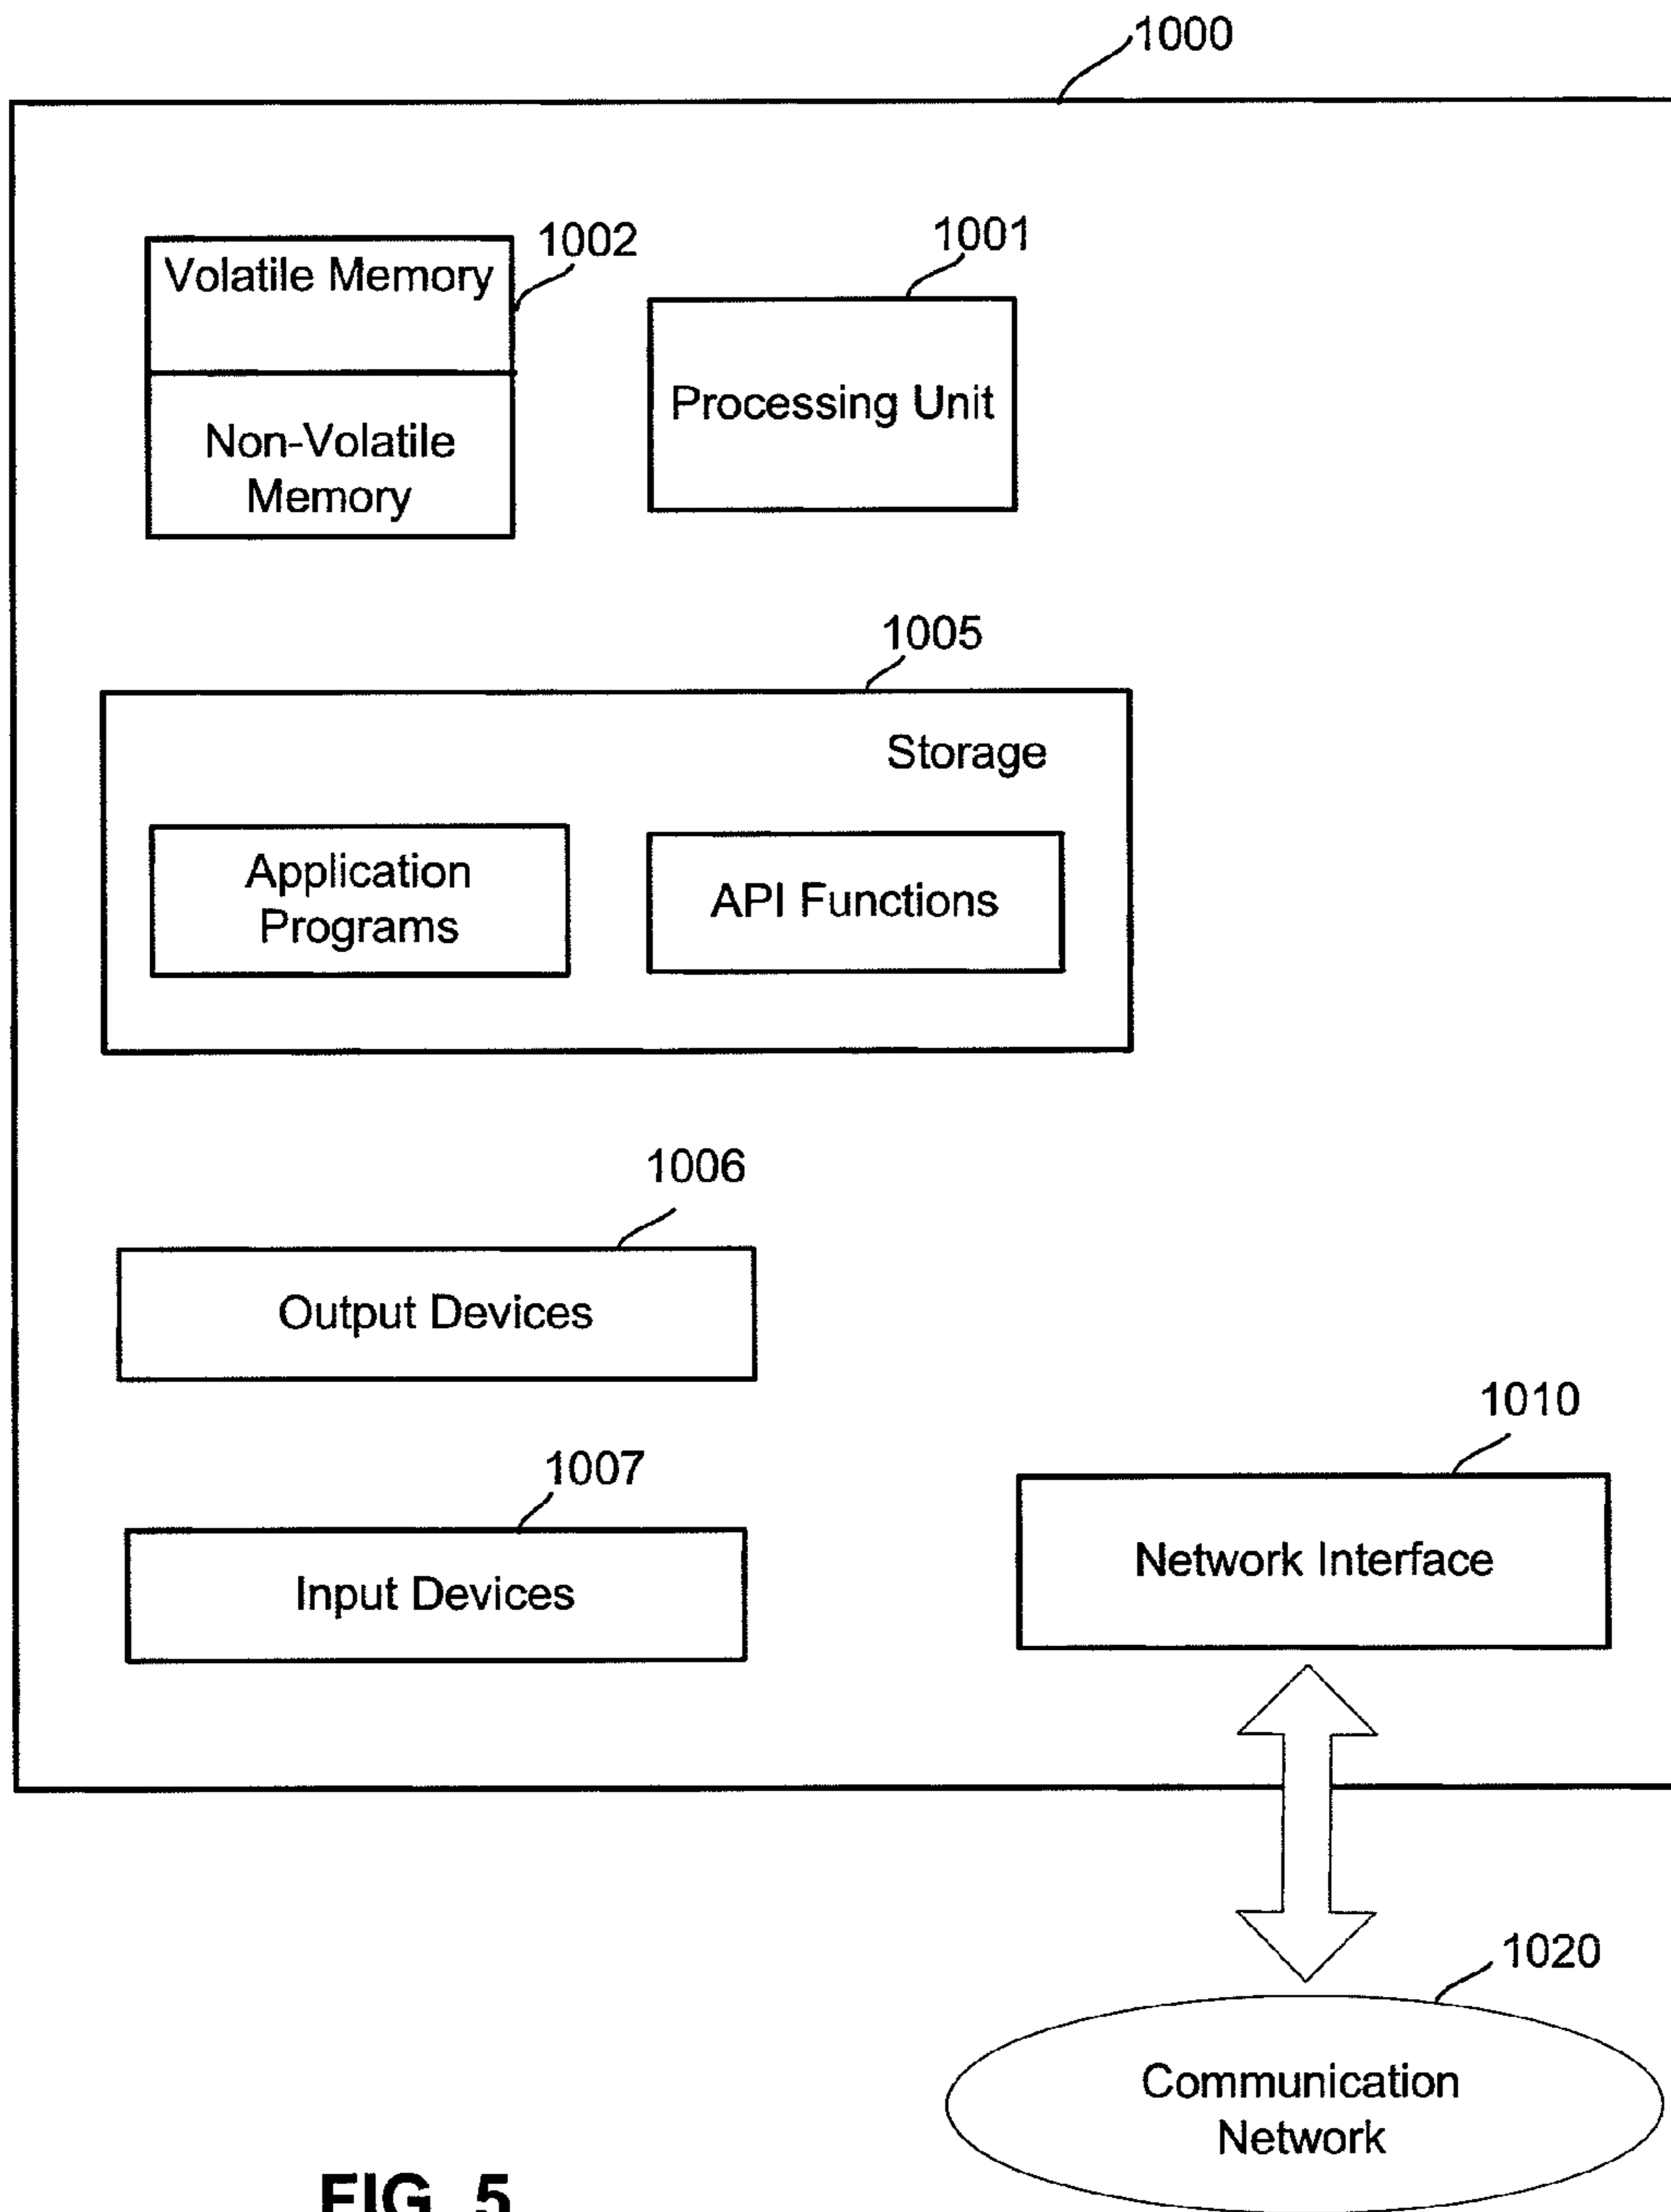 1000
1002
1001
Volatile Memory
Processing Unit
Non-Volatile
Memory
1005
Storage
Application
Programs
API Functions
1006
Output Devices
1010
1007
Network Interface
Input Devices
1020
Communication
Network
FIG. 5